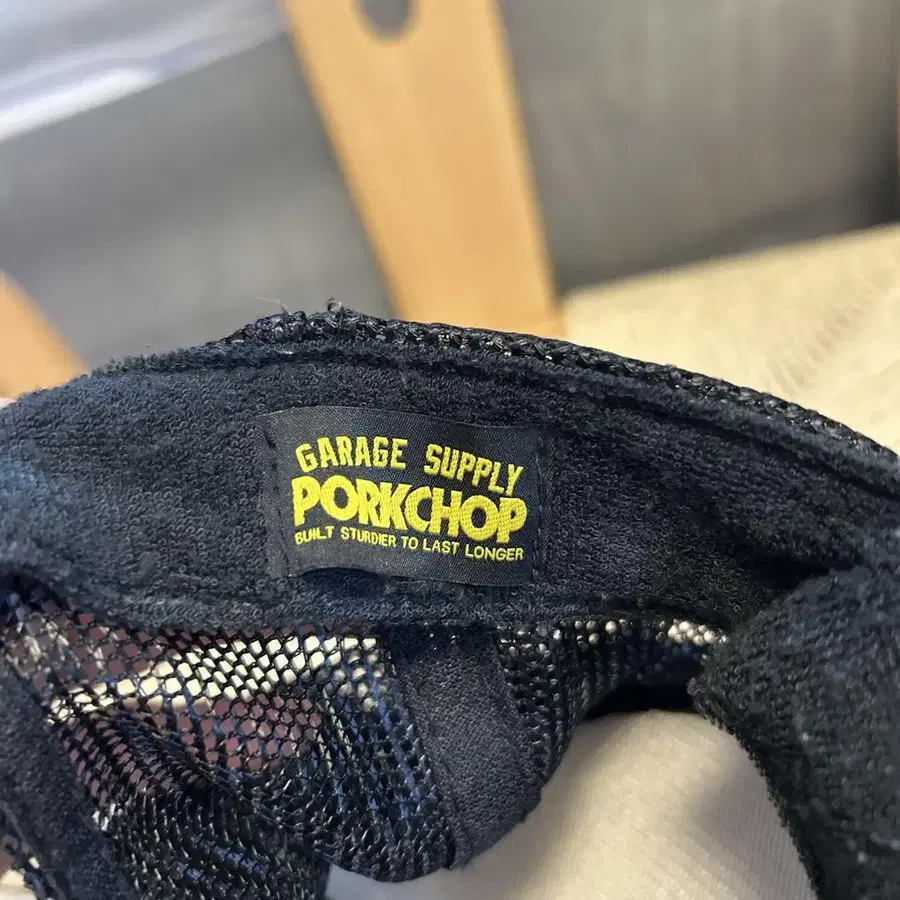 GARAGE SUPPLY
PORKCHOP
BUILT STURDIER TO LAST LONGER